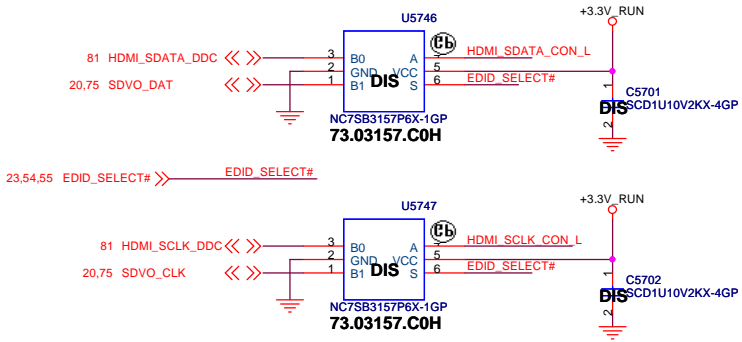 +3.3V_RUN
U5746
81 HDMI_SDATA_DDC 3 B0 A HDMI_SDATA_CON_L
2 GND VCC 5
20,75 SDVO_DAT 1 B1 S 6 EDID_SELECT#
DIS
NC7SB3157P6X-1GP
73.03157.C0H
1 C5701
DIS SCD1U10V2KX-4GP
2
23,54,55 EDID_SELECT# EDID_SELECT#
+3.3V_RUN
U5747
81 HDMI_SCLK_DDC 3 B0 A HDMI_SCLK_CON_L
2 GND VCC 5
20,75 SDVO_CLK 1 B1 S 6 EDID_SELECT#
DIS
NC7SB3157P6X-1GP
73.03157.C0H
1 C5702
DIS SCD1U10V2KX-4GP
2